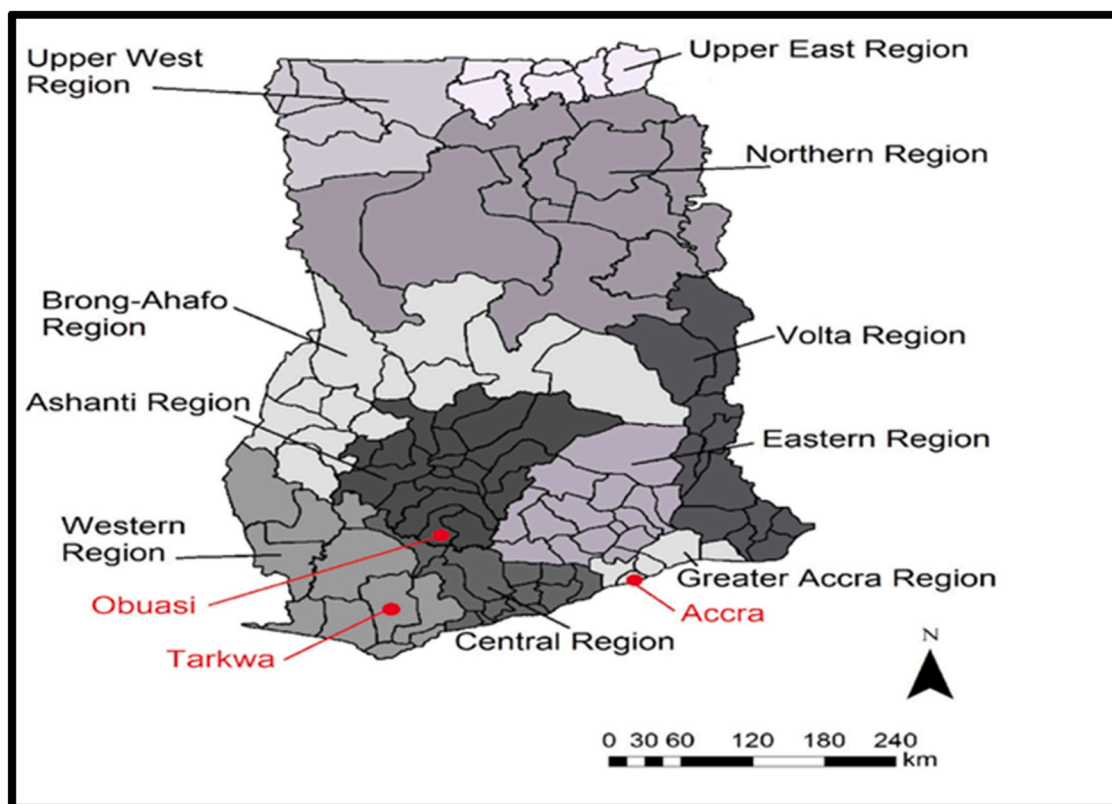 Upper West
Region
Upper East Region
Northern Region
Brong-Ahafo
Region
Volta Region
Ashanti Region
Eastern Region
Western
Region
Greater Accra Region
Obuasi
Accra
Central Region
Tarkwa
N
0 30 60 120 180 240
km